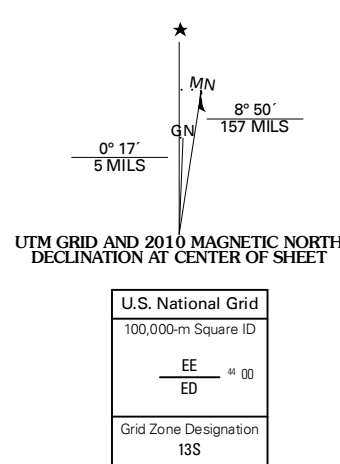 ★
MN
GN
8° 50´
157 MILS
0° 17´
5 MILS
UTM GRID AND 2010 MAGNETIC NORTH
DECLINATION AT CENTER OF SHEET
U.S. National Grid
100,000-m Square ID
EE
ED
44 00
Grid Zone Designation
13S